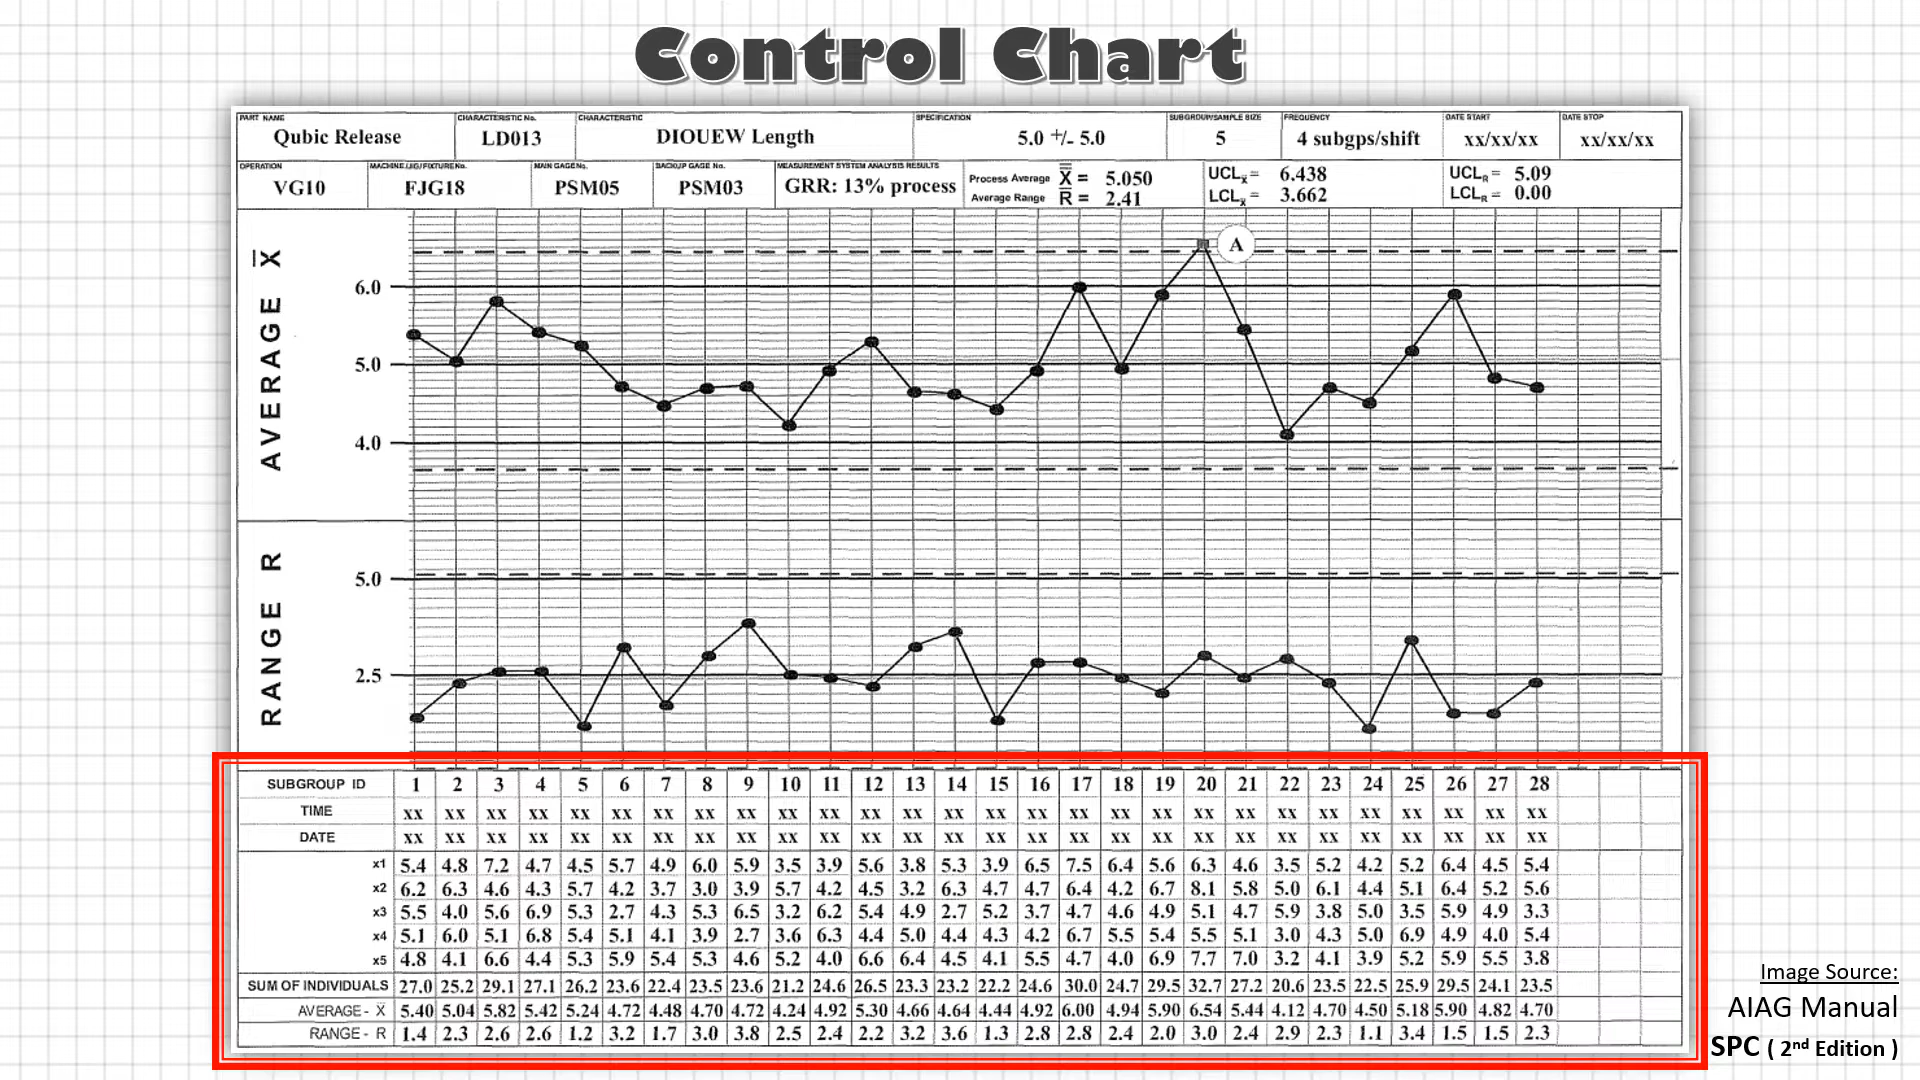 Control Chart
PART NAME CHARACTERISTIC No. CHARACTERISTIC SPECIFICATION SUBGROUP/SAMPLE SIZE FREQUENCY DATE START DATE STOP
Qubic Release LD013 DIOUEW Length 5.0 +/- 5.0 5 4 subgps/shift xx/xx/xx xx/xx/xx
OPERATION MACHINE/JIG/FIXTURE No. MAIN GAGE No. BACKUP GAGE No. MEASUREMENT SYSTEM ANALYSIS RESULTS
VG10 FJG18 PSM05 PSM03 GRR: 13% process
Process Average X̿ = 5.050 UCLx̄ = 6.438 UCLR = 5.09
Average Range R̄ = 2.41 LCLx̄ = 3.662 LCLR = 0.00
AVERAGE X̄
6.0
A
5.0
4.0
RANGE R
5.0
2.5
SUBGROUP ID 1 2 3 4 5 6 7 8 9 10 11 12 13 14 15 16 17 18 19 20 21 22 23 24 25 26 27 28
TIME xx xx xx xx xx xx xx xx xx xx xx xx xx xx xx xx xx xx xx xx xx xx xx xx xx xx xx xx
DATE xx xx xx xx xx xx xx xx xx xx xx xx xx xx xx xx xx xx xx xx xx xx xx xx xx xx xx xx
x1 5.4 4.8 7.2 4.7 4.5 5.7 4.9 6.0 5.9 3.5 3.9 5.6 3.8 5.3 3.9 6.5 7.5 6.4 5.6 6.3 4.6 3.5 5.2 4.2 5.2 6.4 4.5 5.4
x2 6.2 6.3 4.6 4.3 5.7 4.2 3.7 3.0 3.9 5.7 4.2 4.5 3.2 6.3 4.7 4.7 6.4 4.2 6.7 8.1 5.8 5.0 6.1 4.4 5.1 6.4 5.2 5.6
x3 5.5 4.0 5.6 6.9 5.3 2.7 4.3 5.3 6.5 3.2 6.2 5.4 4.9 2.7 5.2 3.7 4.7 4.6 4.9 5.1 4.7 5.9 3.8 5.0 3.5 5.9 4.9 3.3
x4 5.1 6.0 5.1 6.8 5.4 5.1 4.1 3.9 2.7 3.6 6.3 4.4 5.0 4.4 4.3 4.2 6.7 5.5 5.4 5.5 5.1 3.0 4.3 5.0 6.9 4.9 4.0 5.4
x5 4.8 4.1 6.6 4.4 5.3 5.9 5.4 5.3 4.6 5.2 4.0 6.6 6.4 4.5 4.1 5.5 4.7 4.0 6.9 7.7 7.0 3.2 4.1 3.9 5.2 5.9 5.5 3.8
SUM OF INDIVIDUALS 27.0 25.2 29.1 27.1 26.2 23.6 22.4 23.5 23.6 21.2 24.6 26.5 23.3 23.2 22.2 24.6 30.0 24.7 29.5 32.7 27.2 20.6 23.5 22.5 25.9 29.5 24.1 23.5
AVERAGE - X̄ 5.40 5.04 5.82 5.42 5.24 4.72 4.48 4.70 4.72 4.24 4.92 5.30 4.66 4.64 4.44 4.92 6.00 4.94 5.90 6.54 5.44 4.12 4.70 4.50 5.18 5.90 4.82 4.70
RANGE - R 1.4 2.3 2.6 2.6 1.2 3.2 1.7 3.0 3.8 2.5 2.4 2.2 3.2 3.6 1.3 2.8 2.8 2.4 2.0 3.0 2.4 2.9 2.3 1.1 3.4 1.5 1.5 2.3
Image Source:
AIAG Manual
SPC ( 2nd Edition )